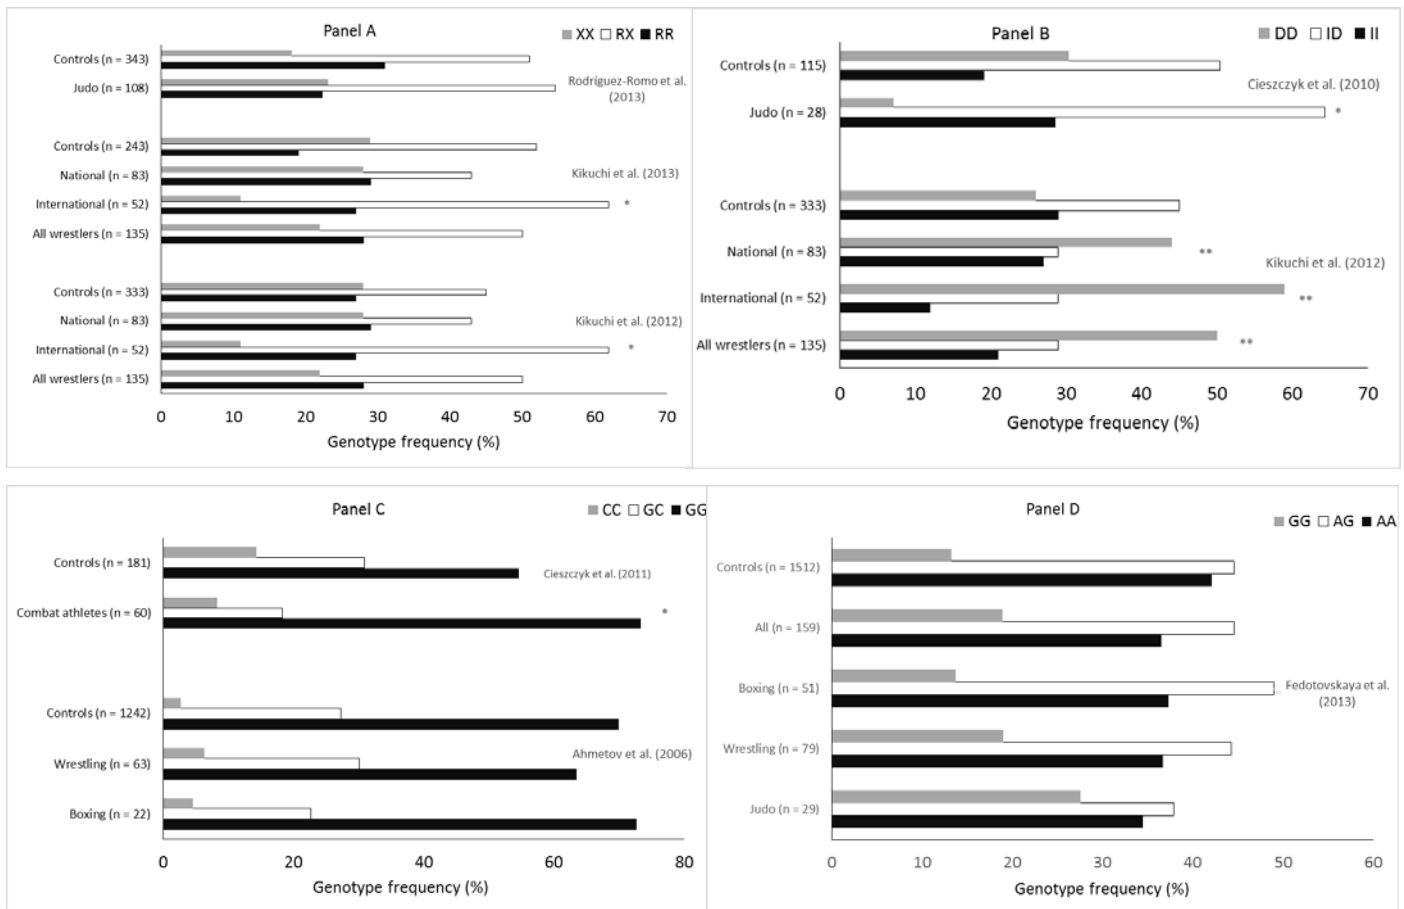 Panel A
XX RX RR
Controls (n = 343)
Judo (n = 108)
Rodríguez-Romo et al.
(2013)
Controls (n = 243)
National (n = 83)
Kikuchi et al. (2013)
International (n = 52)
*
All wrestlers (n = 135)
Controls (n = 333)
National (n = 83)
Kikuchi et al. (2012)
International (n = 52)
*
All wrestlers (n = 135)
0 10 20 30 40 50 60 70
Genotype frequency (%)
Panel B
DD ID II
Controls (n = 115)
Cieszczyk et al. (2010)
Judo (n = 28)
*
Controls (n = 333)
National (n = 83)
**
Kikuchi et al. (2012)
International (n = 52)
**
All wrestlers (n = 135)
**
0 10 20 30 40 50 60 70
Genotype frequency (%)
Panel C
CC GC GG
Controls (n = 181)
Cieszczyk et al. (2011)
Combat athletes (n = 60)
*
Controls (n = 1242)
Wrestling (n = 63)
Ahmetov et al. (2006)
Boxing (n = 22)
0 20 40 60 80
Genotype frequency (%)
Panel D
GG AG AA
Controls (n = 1512)
All (n = 159)
Boxing (n = 51)
Fedotovskaya et al.
(2013)
Wrestling (n = 79)
Judo (n = 29)
0 10 20 30 40 50 60
Genotype frequency (%)